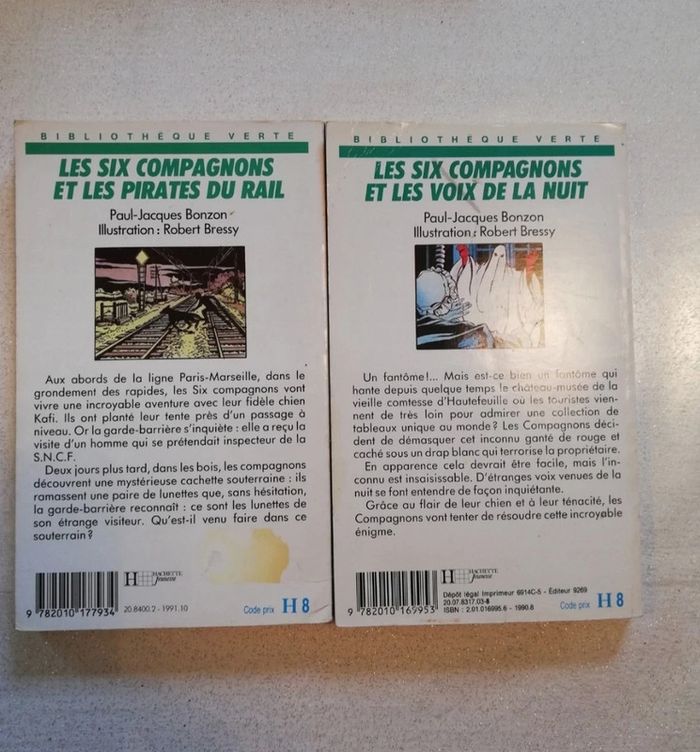 BIBLIOTHÈQUE VERTE
LES SIX COMPAGNONS
ET LES PIRATES DU RAIL
Paul-Jacques Bonzon
Illustration : Robert Bressy
Aux abords de la ligne Paris-Marseille, dans le
grondement des rapides, les Six compagnons vont
vivre une incroyable aventure avec leur fidèle chien
Kafi. Ils ont planté leur tente près d'un passage à
niveau. Or la garde-barrière s'inquiète : elle a reçu la
visite d'un homme qui se prétendait inspecteur de la
S.N.C.F.
Deux jours plus tard, dans les bois, les compagnons
découvrent une mystérieuse cachette souterraine : ils
ramassent une paire de lunettes que, sans hésitation,
la garde-barrière reconnaît : ce sont les lunettes de
son étrange visiteur. Qu'est-il venu faire dans ce
souterrain ?
HACHETTE
Jeunesse
9 782010 177934
20.8400.2 - 1991.10
Code prix H 8
BIBLIOTHÈQUE VERTE
LES SIX COMPAGNONS
ET LES VOIX DE LA NUIT
Paul-Jacques Bonzon
Illustration : Robert Bressy
Un fantôme !... Mais est-ce bien un fantôme qui
hante depuis quelque temps le château-musée de la
vieille comtesse d'Hautefeuille où les touristes vien-
nent de très loin pour admirer une collection de
tableaux unique au monde ? Les Compagnons déci-
dent de démasquer cet inconnu ganté de rouge et
caché sous un drap blanc qui terrorise la propriétaire.
En apparence cela devrait être facile, mais l'in-
connu est insaisissable. D'étranges voix venues de la
nuit se font entendre de façon inquiétante.
Grâce au flair de leur chien et à leur ténacité, les
Compagnons vont tenter de résoudre cette incroyable
énigme.
HACHETTE
Jeunesse
9 782010 169953
Dépôt légal Imprimeur 6914C-5 - Éditeur 9269
20.07.8317.03-8
ISBN : 2.01.016995.6 - 1990.8
Code prix H 8